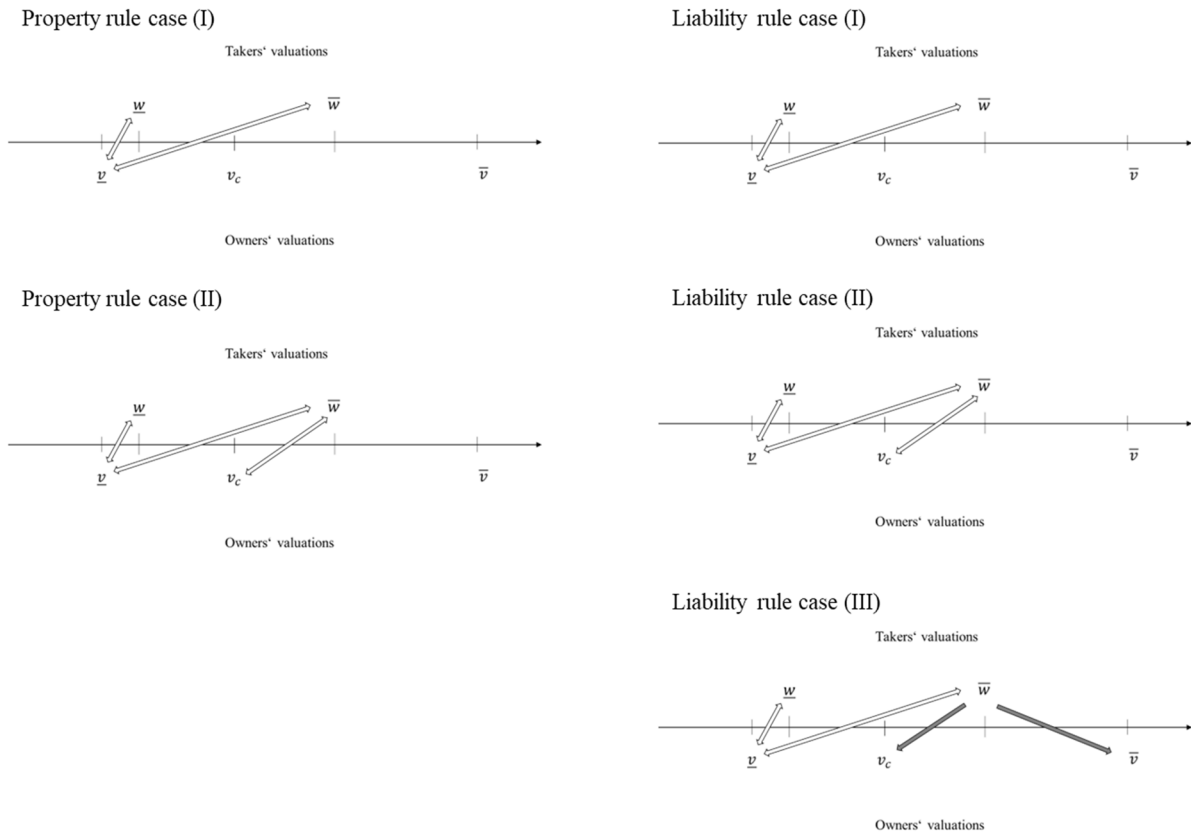 Property rule case (I)
Takers‘ valuations
w̲ w̅
v̲ v_c v̅
Owners‘ valuations
Liability rule case (I)
Takers‘ valuations
w̲ w̅
v̲ v_c v̅
Owners‘ valuations
Property rule case (II)
Takers‘ valuations
w̲ w̅
v̲ v_c v̅
Owners‘ valuations
Liability rule case (II)
Takers‘ valuations
w̲ w̅
v̲ v_c v̅
Owners‘ valuations
Liability rule case (III)
Takers‘ valuations
w̲ w̅
v̲ v_c v̅
Owners‘ valuations